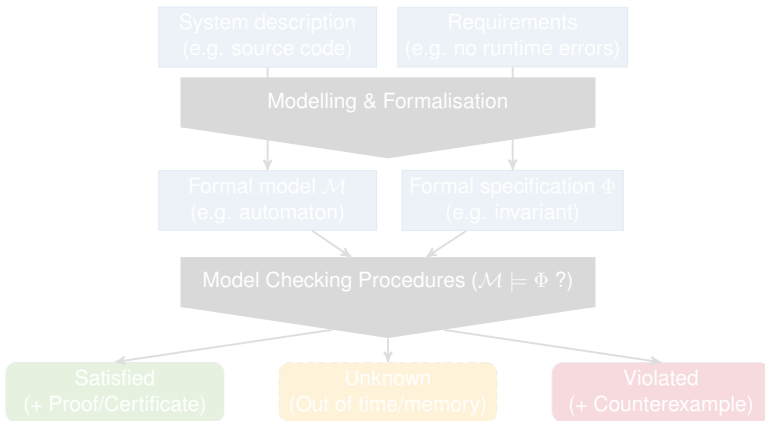 System description
(e.g. source code)
Requirements
(e.g. no runtime errors)
Modelling & Formalisation
Formal model ℳ
(e.g. automaton)
Formal specification Φ
(e.g. invariant)
Model Checking Procedures (ℳ ⊨ Φ ?)
Satisfied
(+ Proof/Certificate)
Unknown
(Out of time/memory)
Violated
(+ Counterexample)